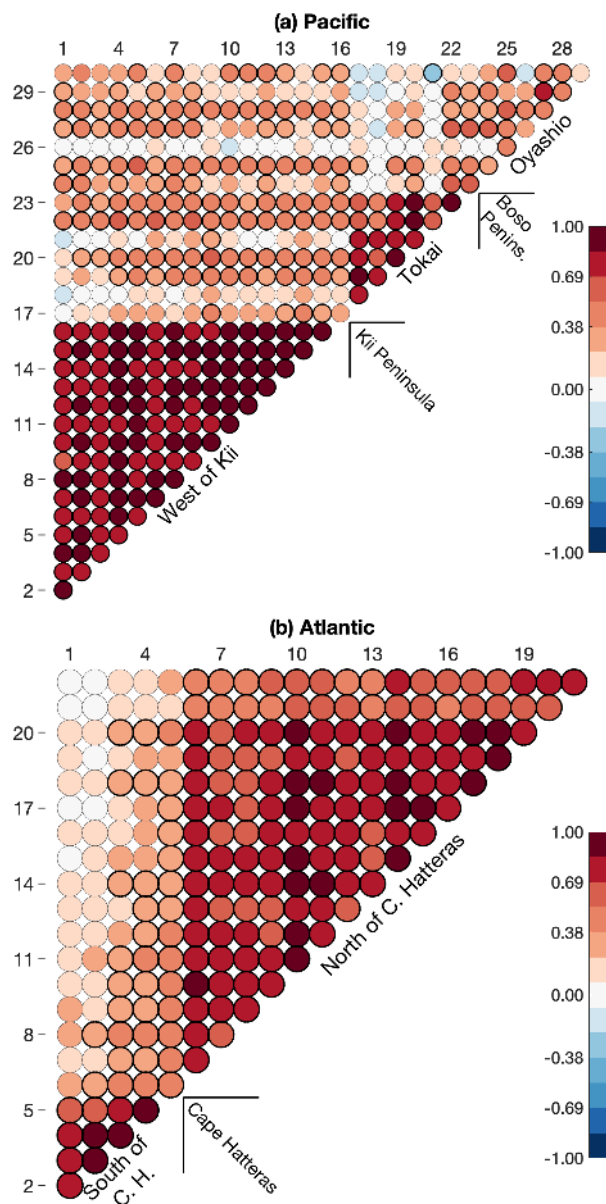 (a) Pacific
1 4 7 10 13 16 19 22 25 28
29
26
23
20
17
14
11
8
5
2
Oyashio
Boso
Penins.
Tokai
Kii Peninsula
West of Kii
1.00
0.69
0.38
0.00
-0.38
-0.69
-1.00
(b) Atlantic
1 4 7 10 13 16 19
20
17
14
11
8
5
2
North of C. Hatteras
Cape Hatteras
South of
C. H.
1.00
0.69
0.38
0.00
-0.38
-0.69
-1.00